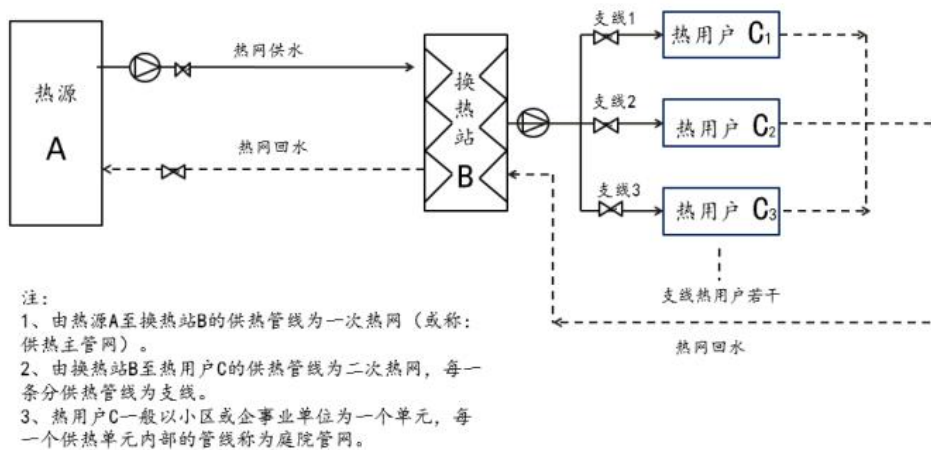 热源
A
热网供水
热网回水
换热站
B
支线1
热用户 C1
支线2
热用户 C2
支线3
热用户 C3
支线热用户若干
热网回水
注：
1、由热源A至换热站B的供热管线为一次热网（或称：
供热主管网）。
2、由换热站B至热用户C的供热管线为二次热网，每一
条分供热管线为支线。
3、热用户C一般以小区或企事业单位为一个单元，每
一个供热单元内部的管线称为庭院管网。